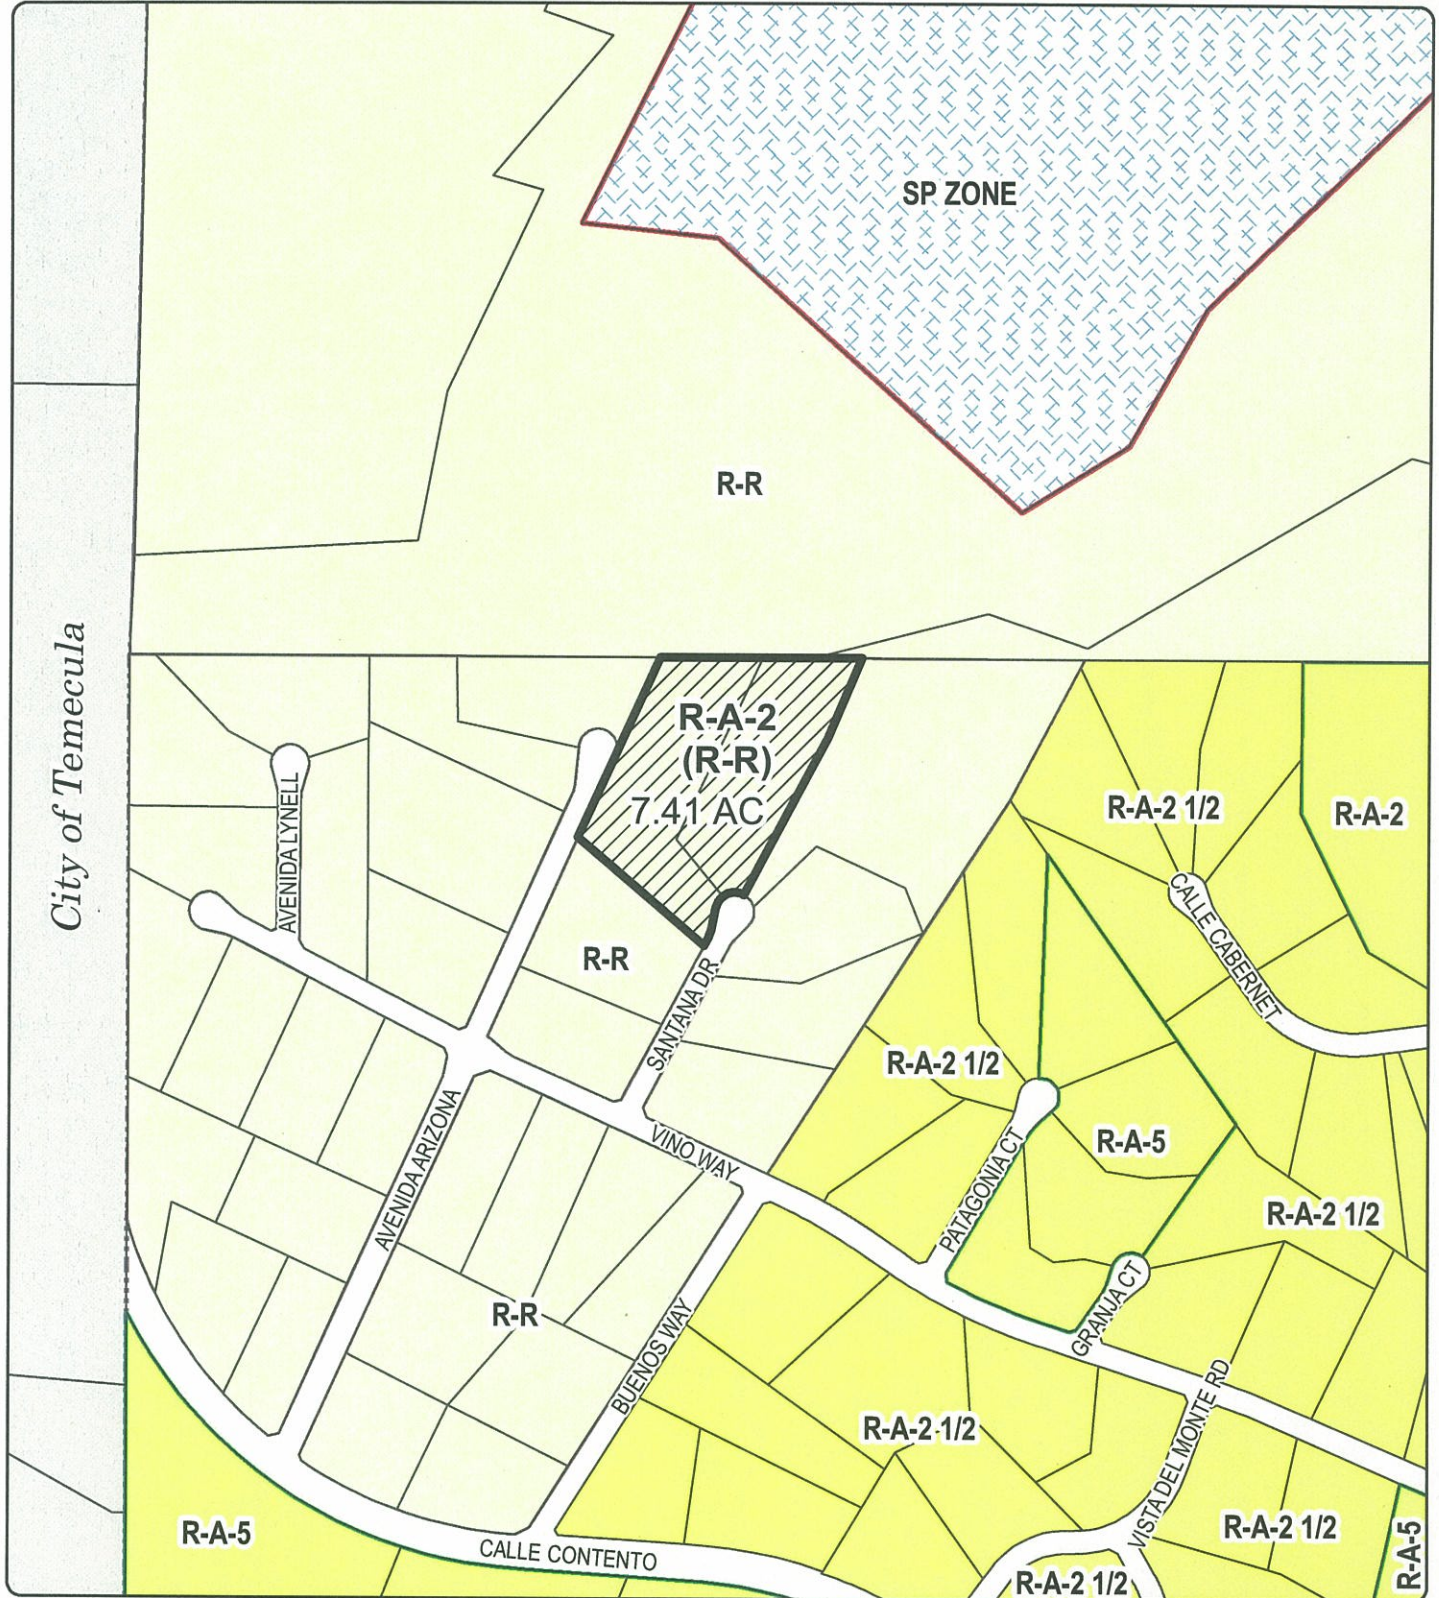 SP ZONE
R-R
City of Temecula
R-A-2
(R-R)
7.41 AC
R-A-2 1/2
R-A-2
AVENIDA LYNELL
CALLE CABERNET
R-R
SANTANA DR
R-A-2 1/2
VINO WAY
R-A-5
AVENIDA ARIZONA
PATAGONIA CT
R-A-2 1/2
GRANJA CT
R-R
BUENOS WAY
R-A-2 1/2
VISTA DEL MONTE RD
R-A-5
R-A-2 1/2
R-A-5
CALLE CONTENTO
R-A-2 1/2